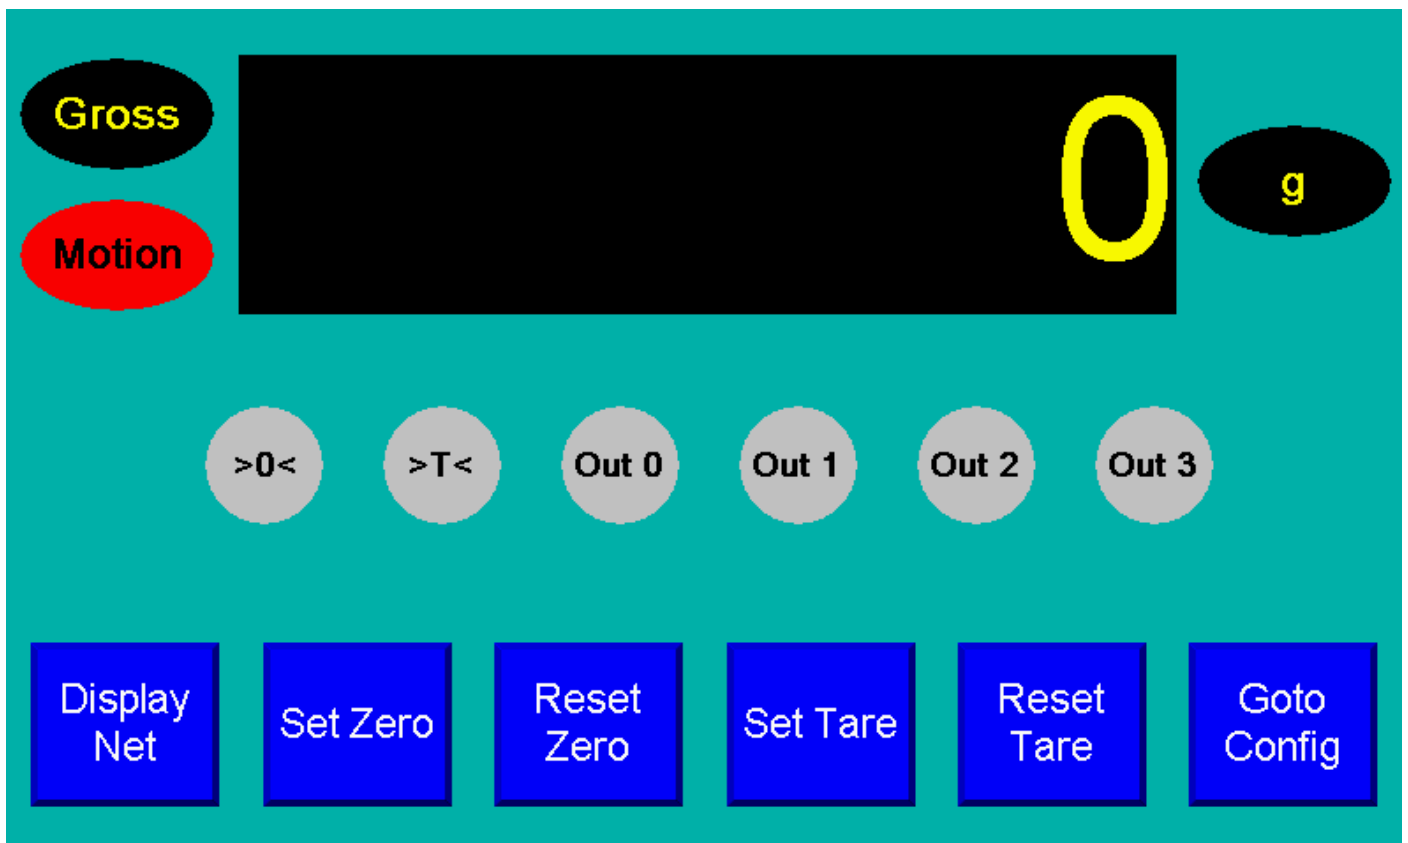 Gross
0
g
Motion
>0<
>T<
Out 0
Out 1
Out 2
Out 3
Display
Net
Set Zero
Reset
Zero
Set Tare
Reset
Tare
Goto
Config